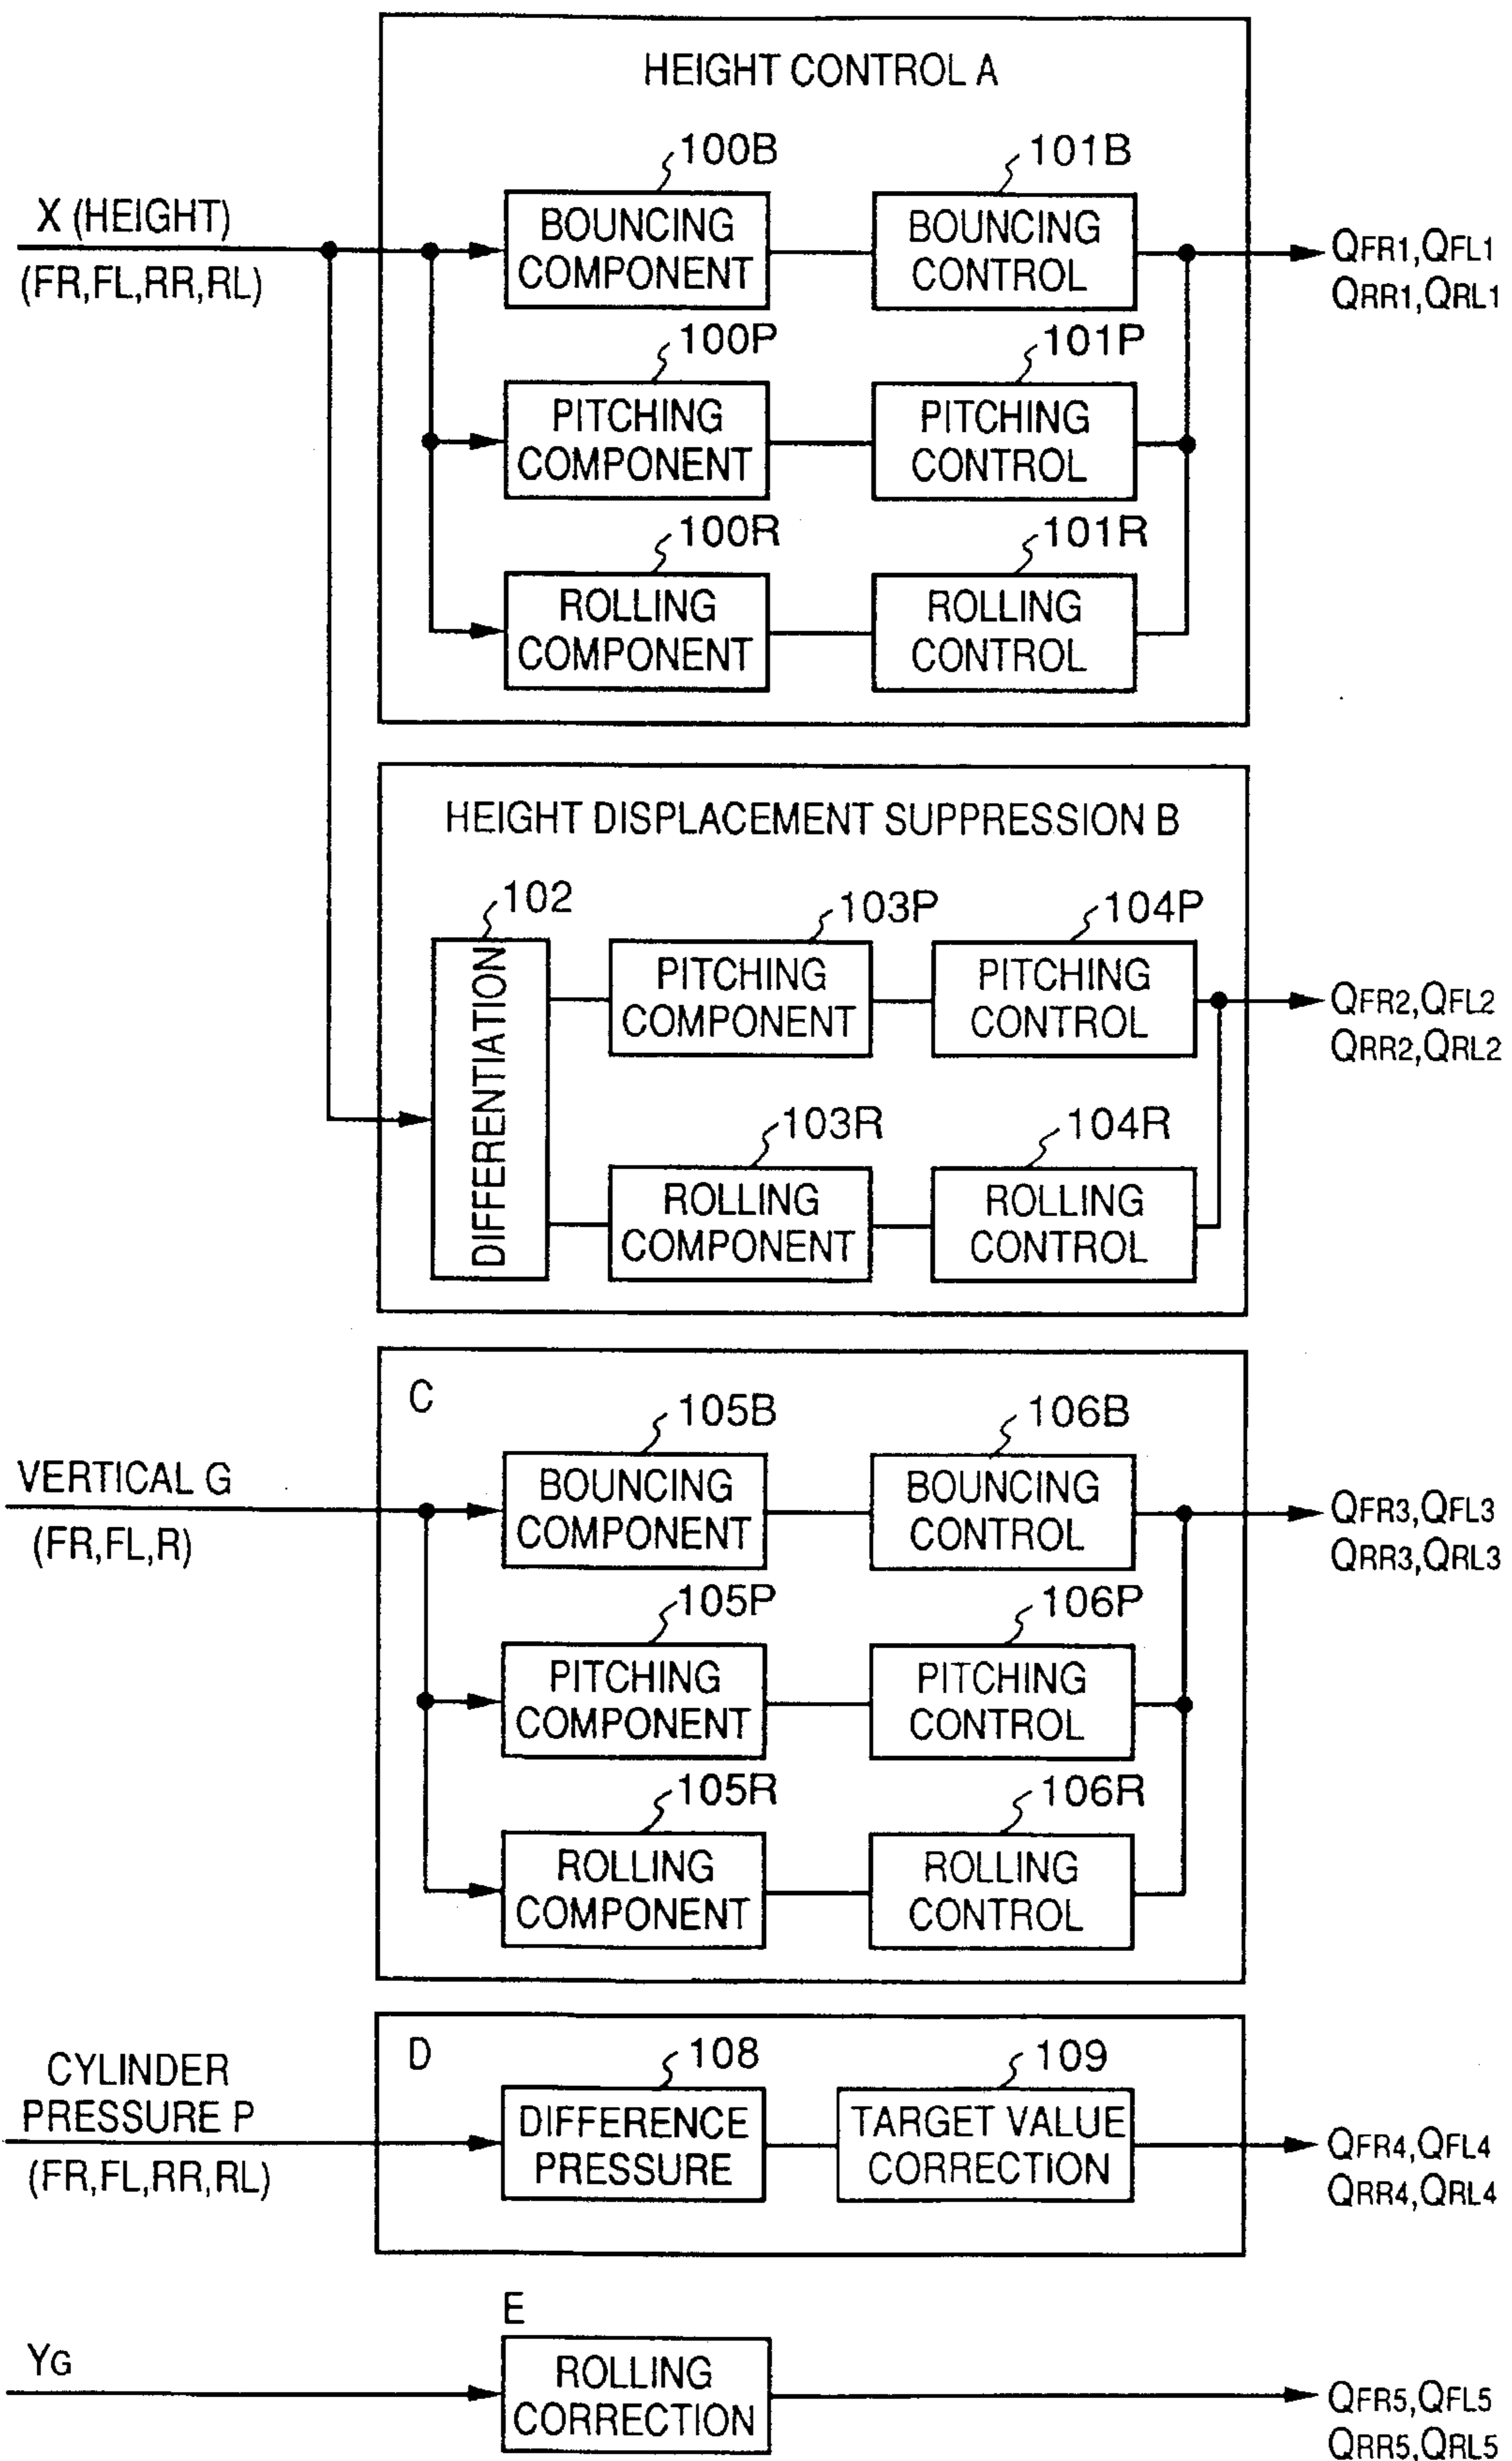 HEIGHT CONTROL A
100B
101B
X (HEIGHT)
(FR,FL,RR,RL)
BOUNCING
COMPONENT
BOUNCING
CONTROL
QFR1,QFL1
QRR1,QRL1
100P
101P
PITCHING
COMPONENT
PITCHING
CONTROL
100R
101R
ROLLING
COMPONENT
ROLLING
CONTROL
HEIGHT DISPLACEMENT SUPPRESSION B
102
103P
104P
DIFFERENTIATION
PITCHING
COMPONENT
PITCHING
CONTROL
QFR2,QFL2
QRR2,QRL2
103R
104R
ROLLING
COMPONENT
ROLLING
CONTROL
C
105B
106B
VERTICAL G
(FR,FL,R)
BOUNCING
COMPONENT
BOUNCING
CONTROL
QFR3,QFL3
QRR3,QRL3
105P
106P
PITCHING
COMPONENT
PITCHING
CONTROL
105R
106R
ROLLING
COMPONENT
ROLLING
CONTROL
D
108
109
CYLINDER
PRESSURE P
(FR,FL,RR,RL)
DIFFERENCE
PRESSURE
TARGET VALUE
CORRECTION
QFR4,QFL4
QRR4,QRL4
E
YG
ROLLING
CORRECTION
QFR5,QFL5
QRR5,QRL5